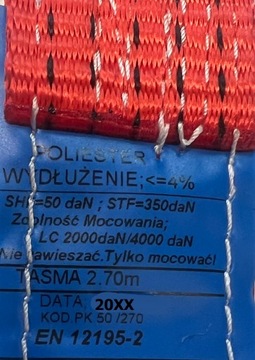 POLIESTER
WYDŁUŻENIE;<=4%
SHF=50 daN ; STF=350daN
Zdolność Mocowania;
LC 2000daN/4000 daN
Nie zawieszać.Tylko mocować!
TAŚMA 2.70m
DATA 20XX
KOD.PK 50 /270
EN 12195-2